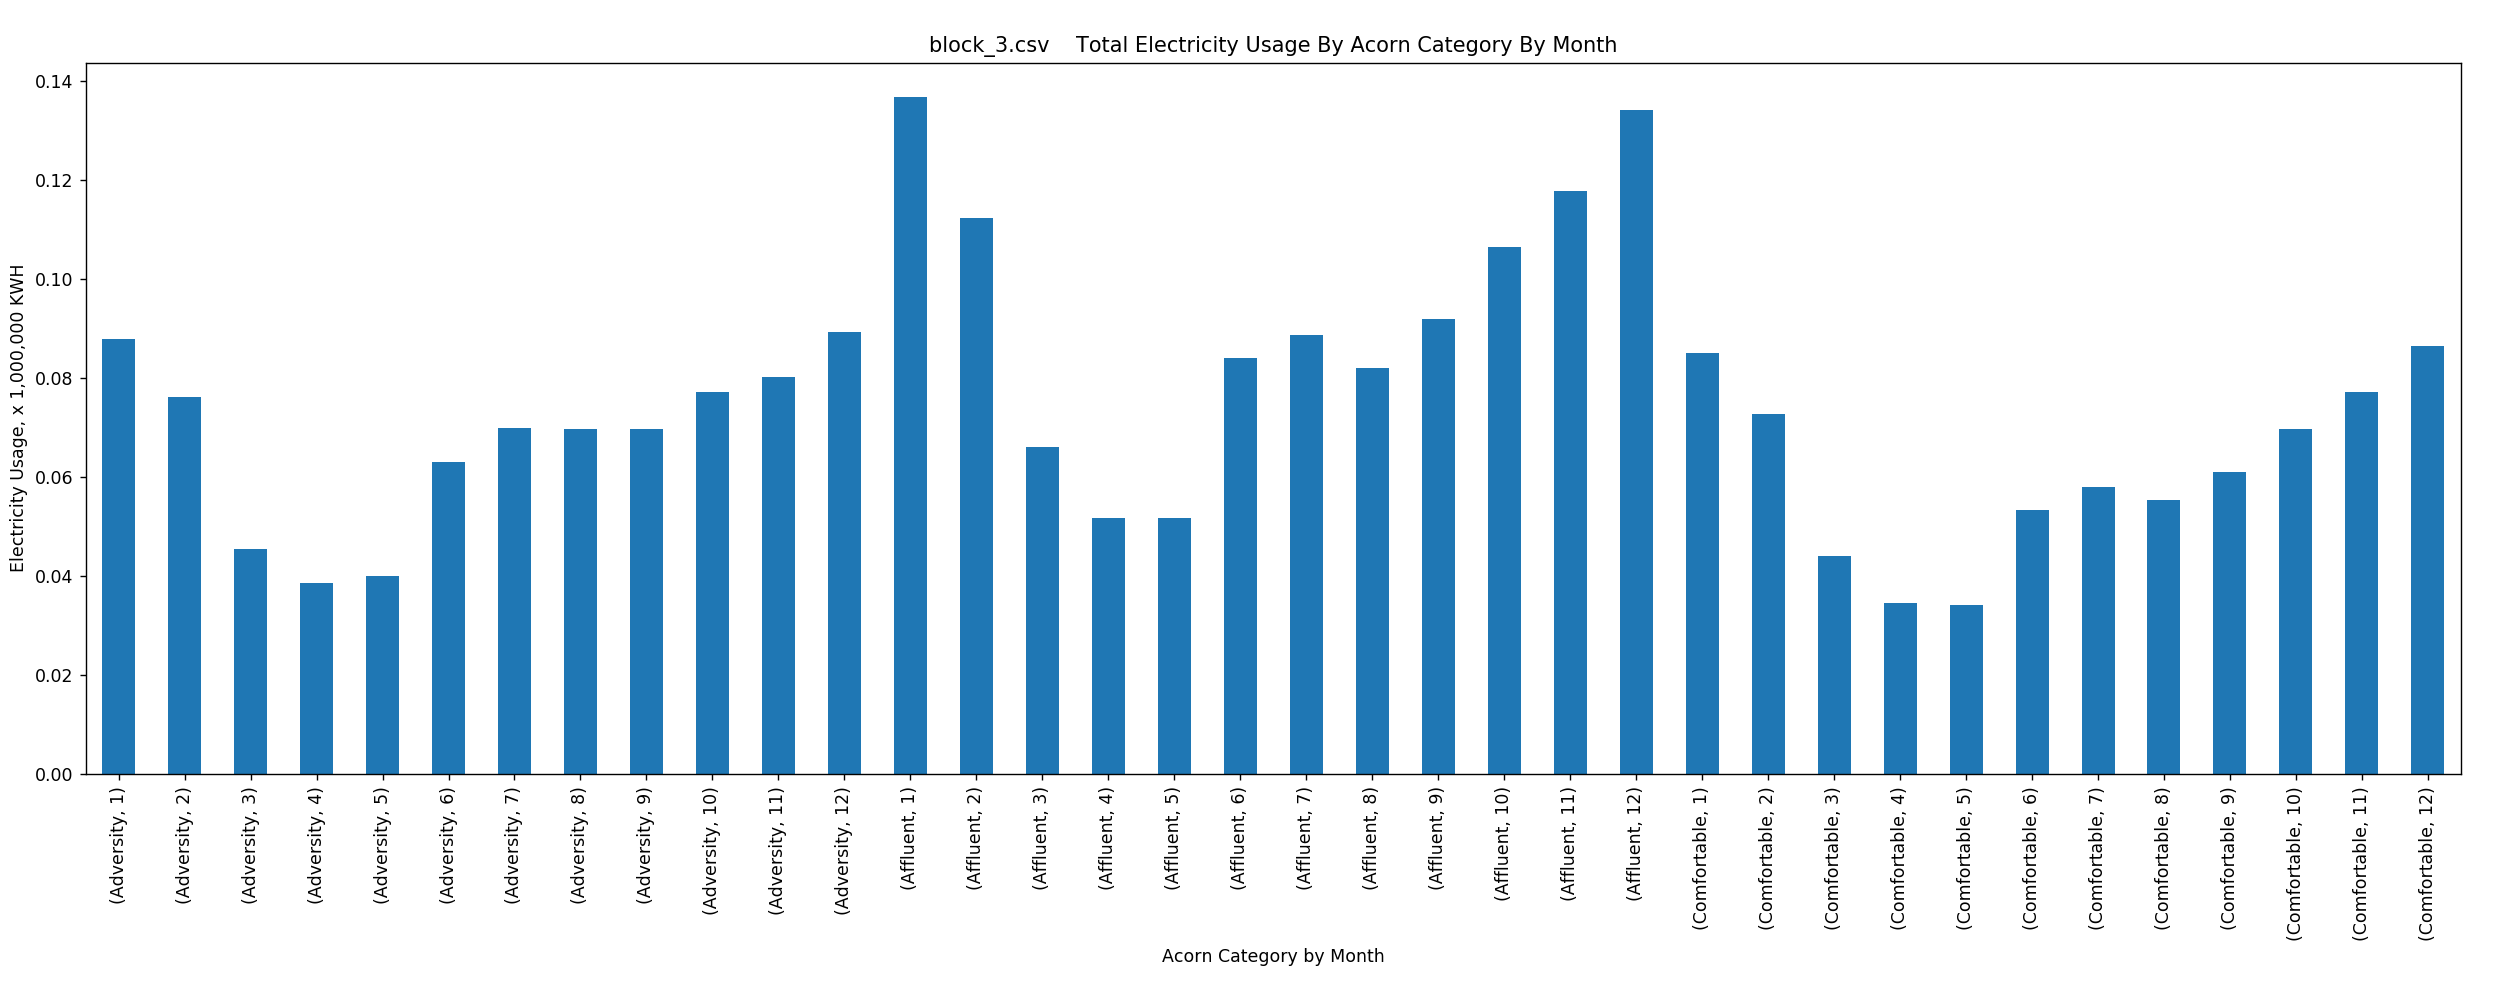 block_3.csv    Total Electricity Usage By Acorn Category By Month
Electricity Usage, x 1,000,000 KWH
0.14
0.12
0.10
0.08
0.06
0.04
0.02
0.00
(Adversity, 1)
(Adversity, 2)
(Adversity, 3)
(Adversity, 4)
(Adversity, 5)
(Adversity, 6)
(Adversity, 7)
(Adversity, 8)
(Adversity, 9)
(Adversity, 10)
(Adversity, 11)
(Adversity, 12)
(Affluent, 1)
(Affluent, 2)
(Affluent, 3)
(Affluent, 4)
(Affluent, 5)
(Affluent, 6)
(Affluent, 7)
(Affluent, 8)
(Affluent, 9)
(Affluent, 10)
(Affluent, 11)
(Affluent, 12)
(Comfortable, 1)
(Comfortable, 2)
(Comfortable, 3)
(Comfortable, 4)
(Comfortable, 5)
(Comfortable, 6)
(Comfortable, 7)
(Comfortable, 8)
(Comfortable, 9)
(Comfortable, 10)
(Comfortable, 11)
(Comfortable, 12)
Acorn Category by Month